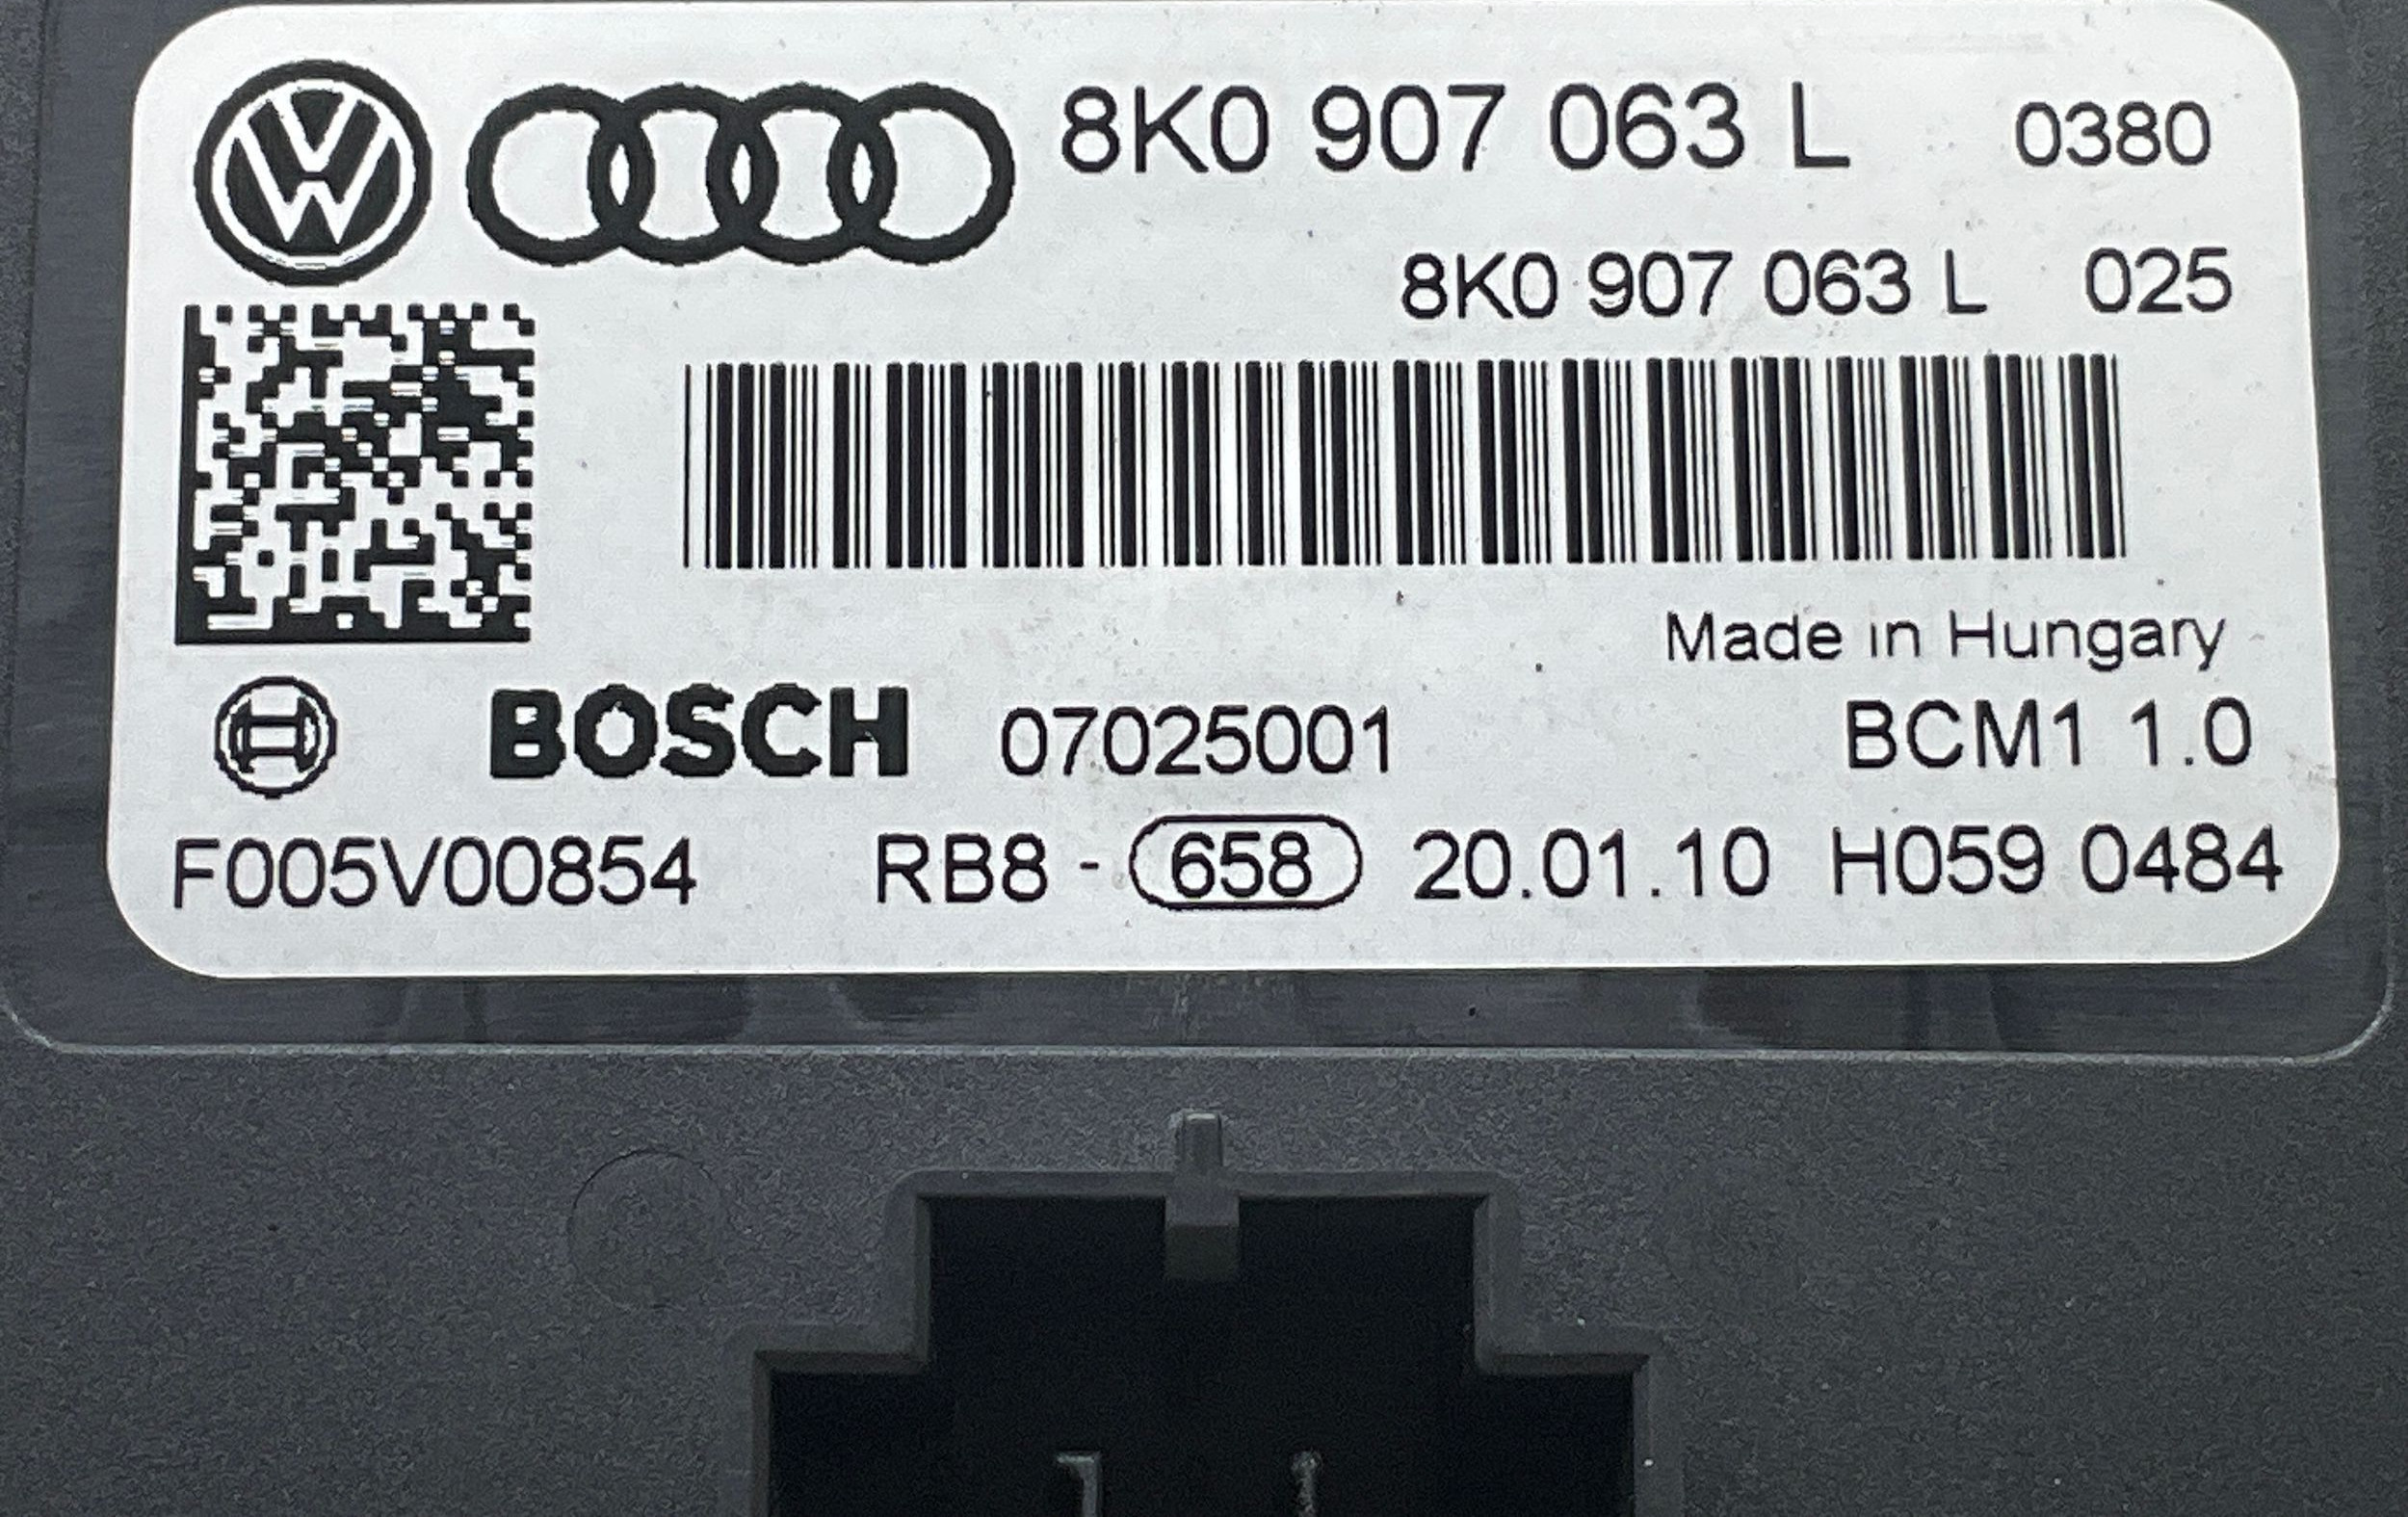 8K0 907 063 L 0380
8K0 907 063 L 025
Made in Hungary
BOSCH 07025001 BCM1 1.0
F005V00854 RB8 - 658 20.01.10 H059 0484